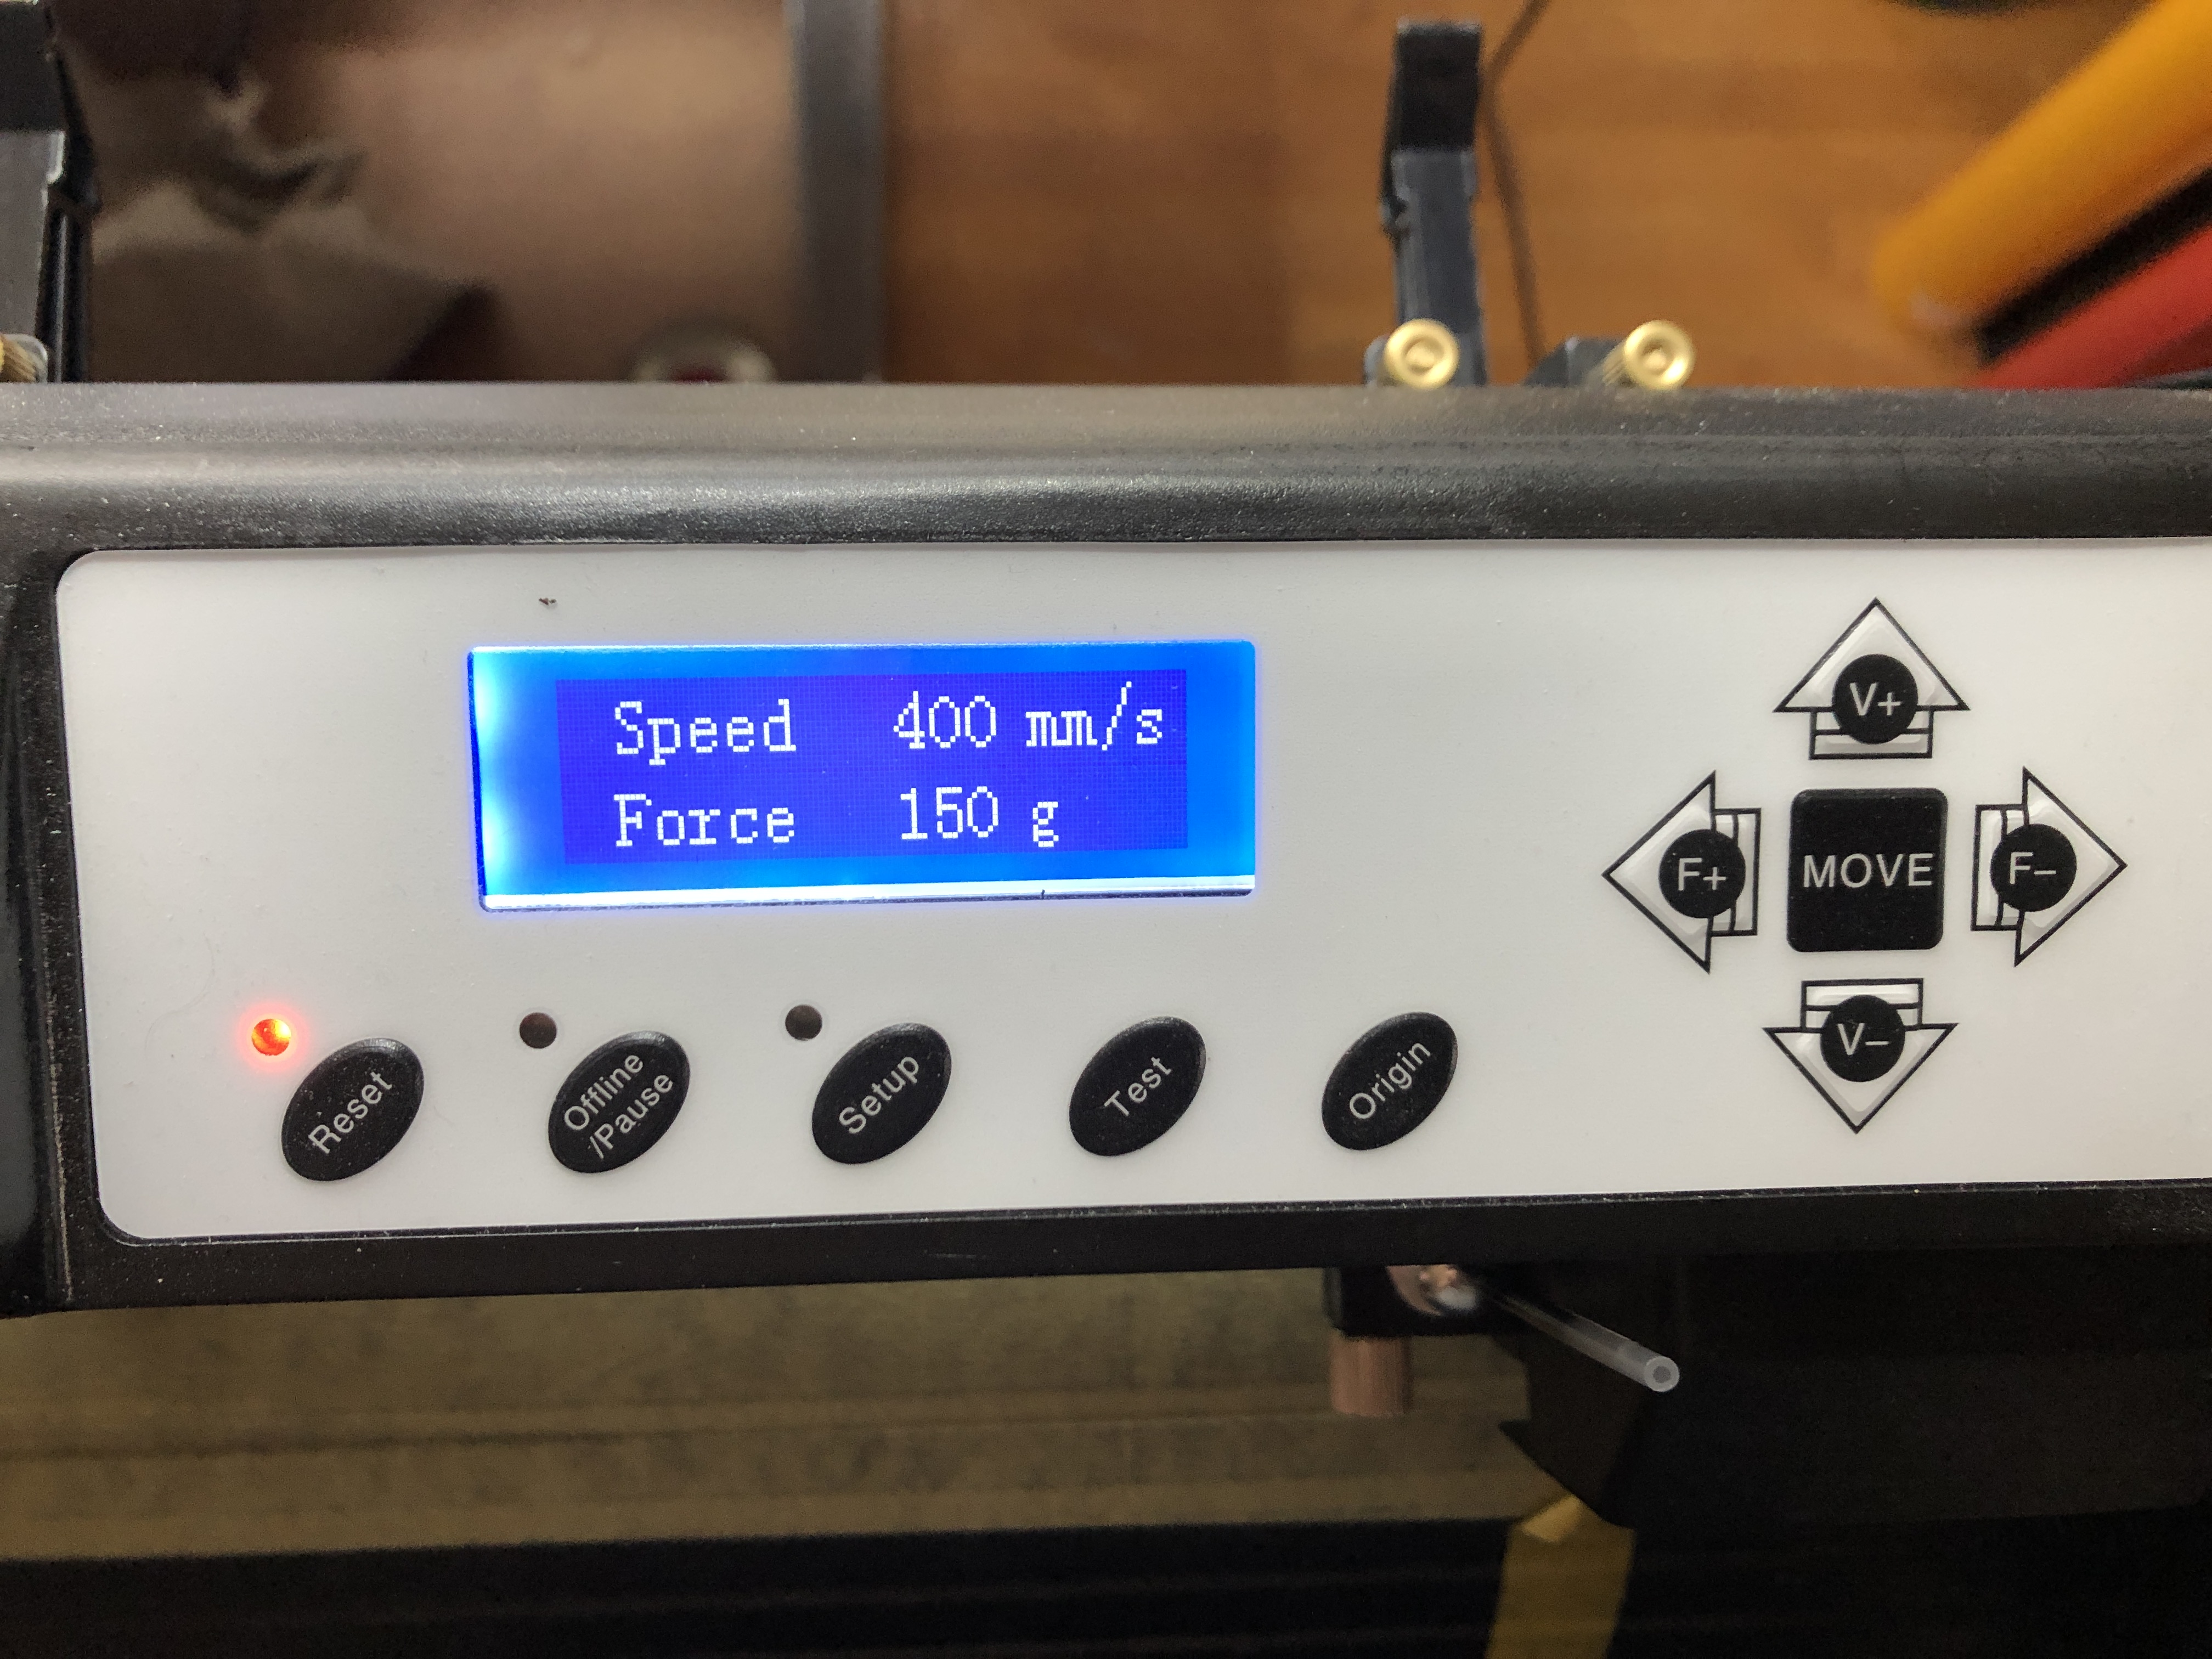 Speed 400 mm/s
Force 150 g
V+
F+ MOVE F-
V-
Reset
Offline
/Pause
Setup
Test
Origin